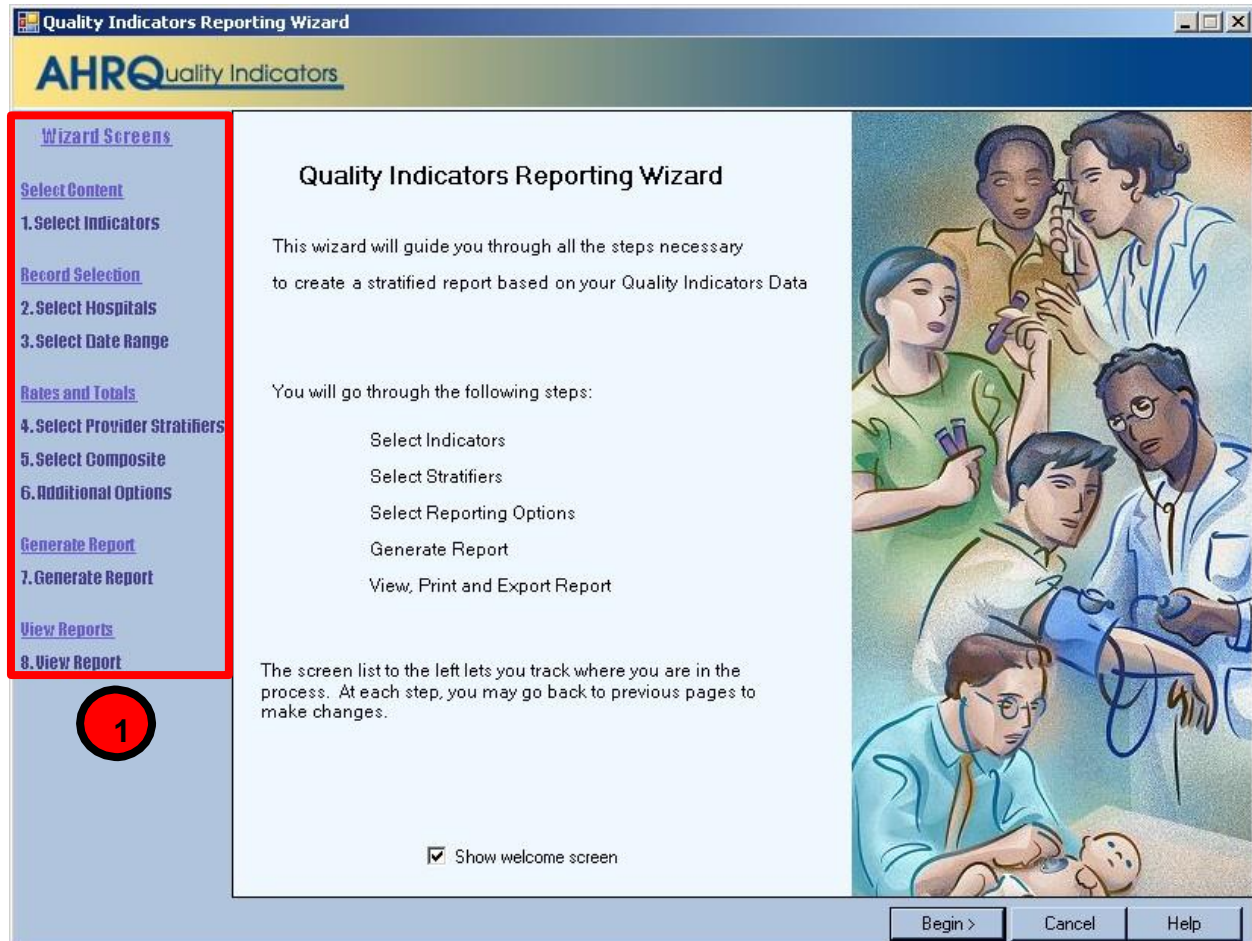 Quality Indicators Reporting Wizard
AHRQuality Indicators
Wizard Screens
Select Content
1. Select Indicators
Record Selection
2. Select Hospitals
3. Select Date Range
Rates and Totals
4. Select Provider Stratifiers
5. Select Composite
6. Additional Options
Generate Report
7. Generate Report
View Reports
8. View Report
1
Quality Indicators Reporting Wizard
This wizard will guide you through all the steps necessary
to create a stratified report based on your Quality Indicators Data
You will go through the following steps:
Select Indicators
Select Stratifiers
Select Reporting Options
Generate Report
View, Print and Export Report
The screen list to the left lets you track where you are in the
process. At each step, you may go back to previous pages to
make changes.
Show welcome screen
Begin >
Cancel
Help